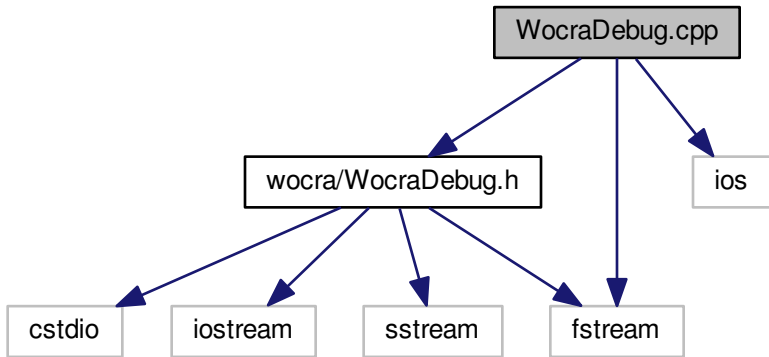 WocraDebug.cpp
wocra/WocraDebug.h
ios
cstdio
iostream
sstream
fstream